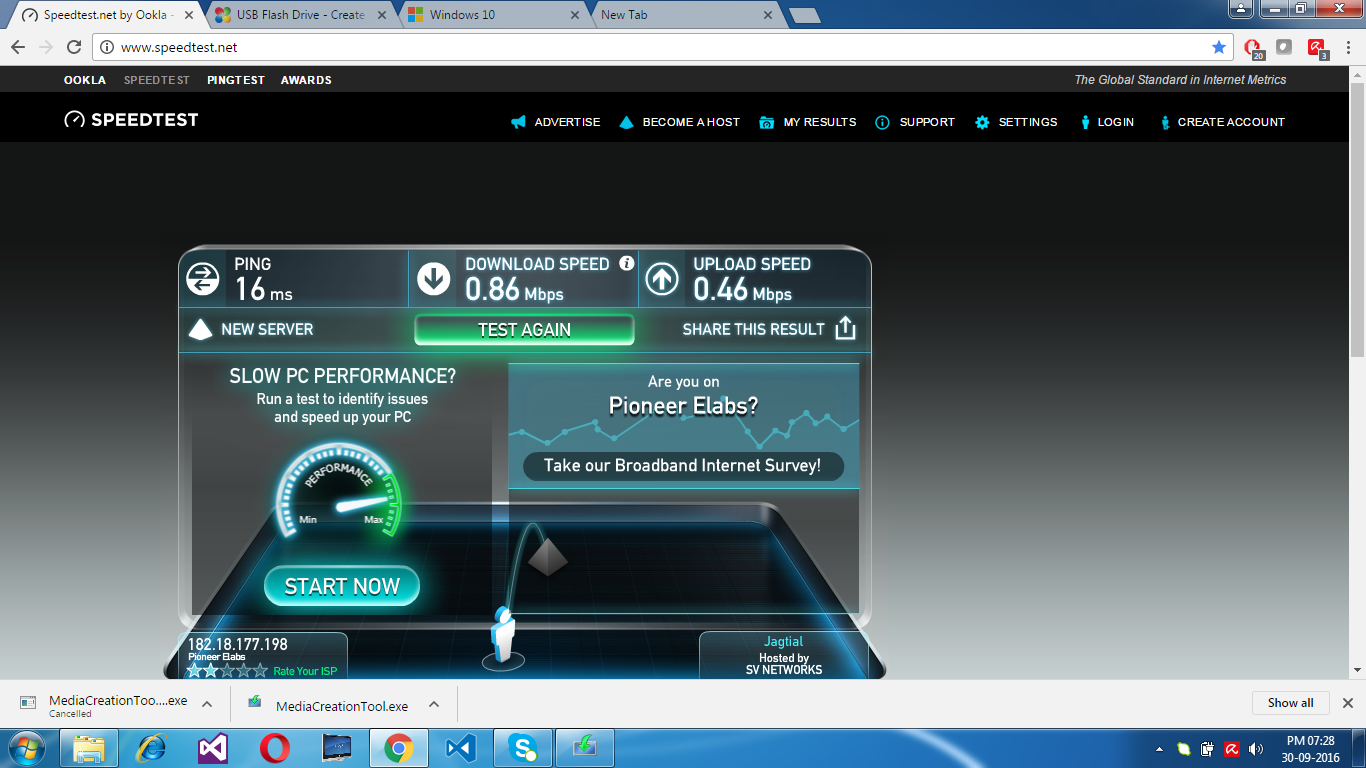 Speedtest.net by Ookla -
USB Flash Drive - Create
Windows 10
New Tab
www.speedtest.net
20
3
OOKLA SPEEDTEST PINGTEST AWARDS
The Global Standard in Internet Metrics
SPEEDTEST
ADVERTISE BECOME A HOST MY RESULTS SUPPORT SETTINGS LOGIN CREATE ACCOUNT
PING
16 ms
DOWNLOAD SPEED
0.86 Mbps
UPLOAD SPEED
0.46 Mbps
NEW SERVER
TEST AGAIN
SHARE THIS RESULT
SLOW PC PERFORMANCE?
Run a test to identify issues
and speed up your PC
PERFORMANCE
Min Max
START NOW
Are you on
Pioneer Elabs?
Take our Broadband Internet Survey!
182.18.177.198
Pioneer Elabs
Rate Your ISP
Jagtial
Hosted by
SV NETWORKS
MediaCreationToo....exe
Cancelled
MediaCreationTool.exe
Show all
PM 07:28
30-09-2016